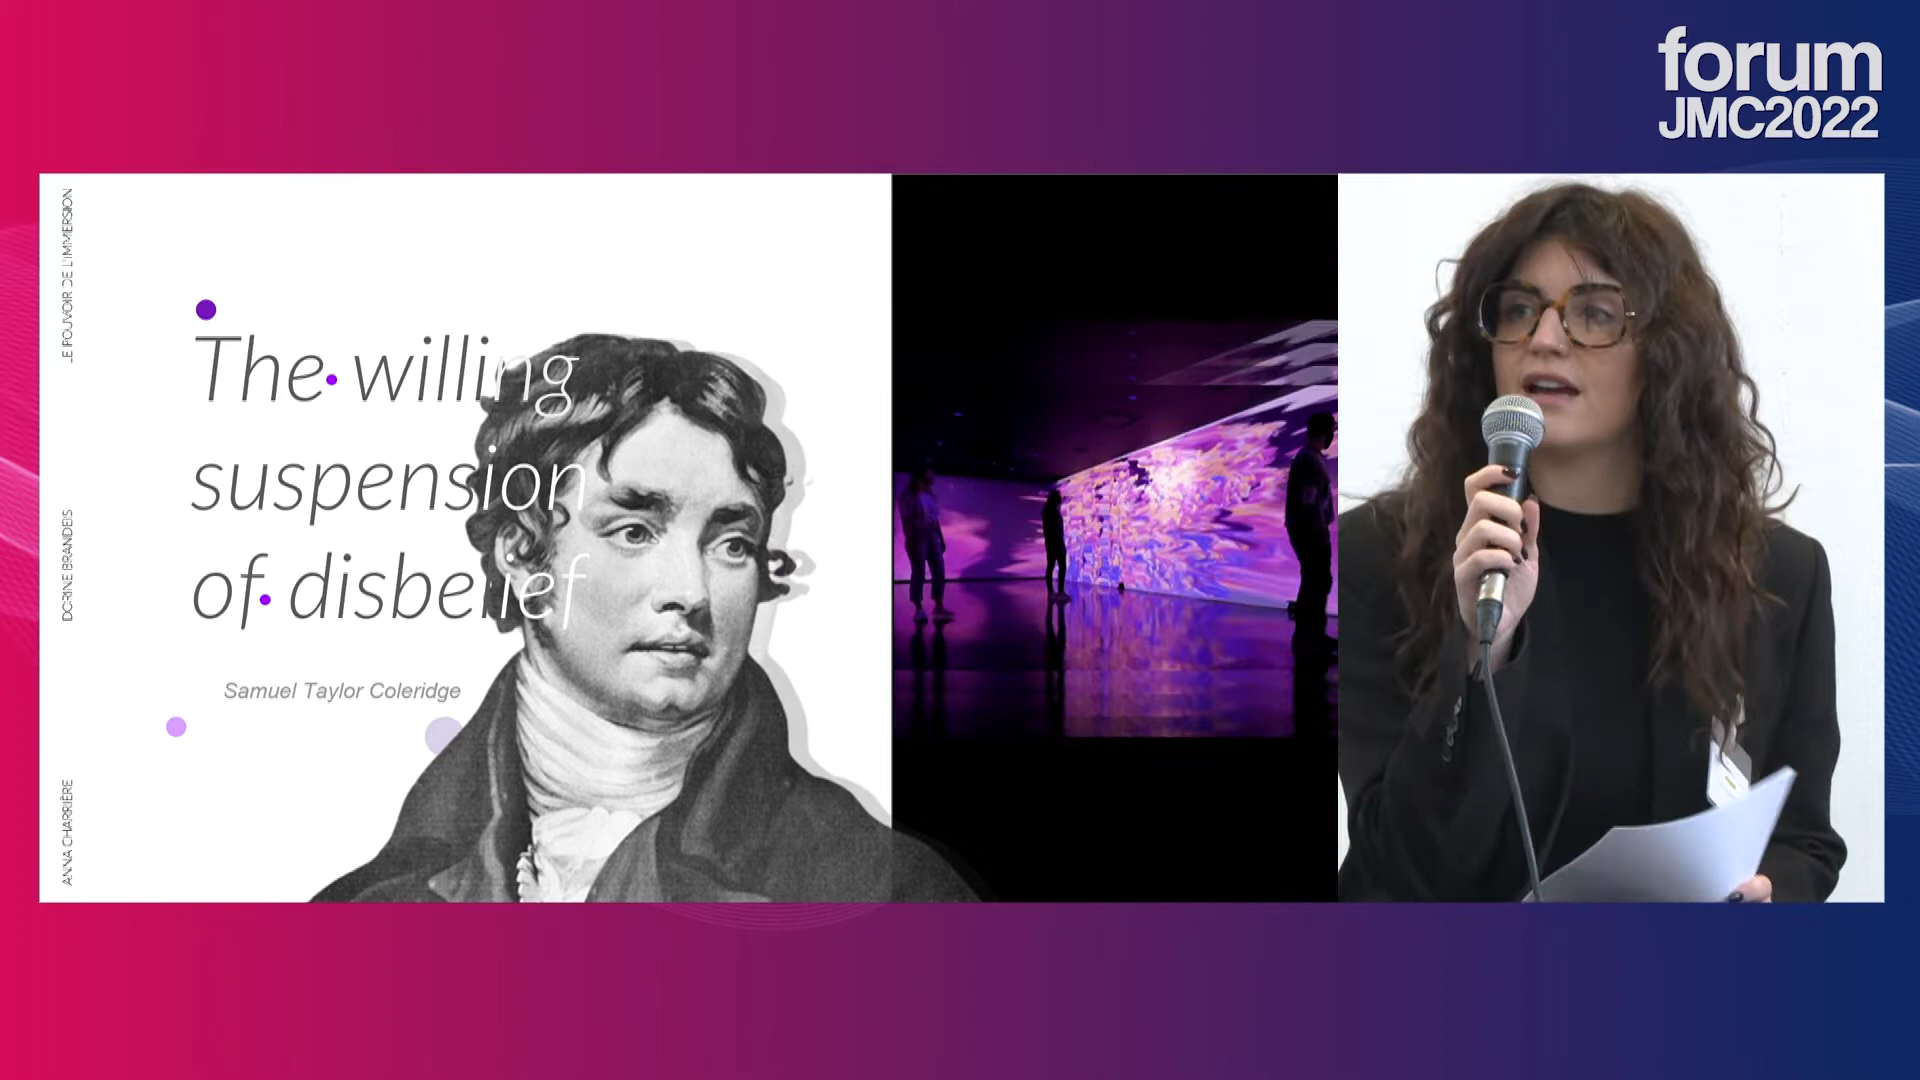 forum
JMC2022
LE POUVOIR DE L'IMMERSION
DORINE BRANDEIS
ANNA CHARRIÈRE
The willing
suspension
of disbelief
Samuel Taylor Coleridge